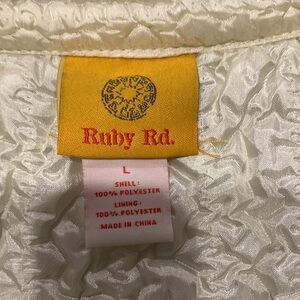 Ruby Rd.
L
SHELL:
100% POLYESTER
LINING:
100% POLYESTER
MADE IN CHINA